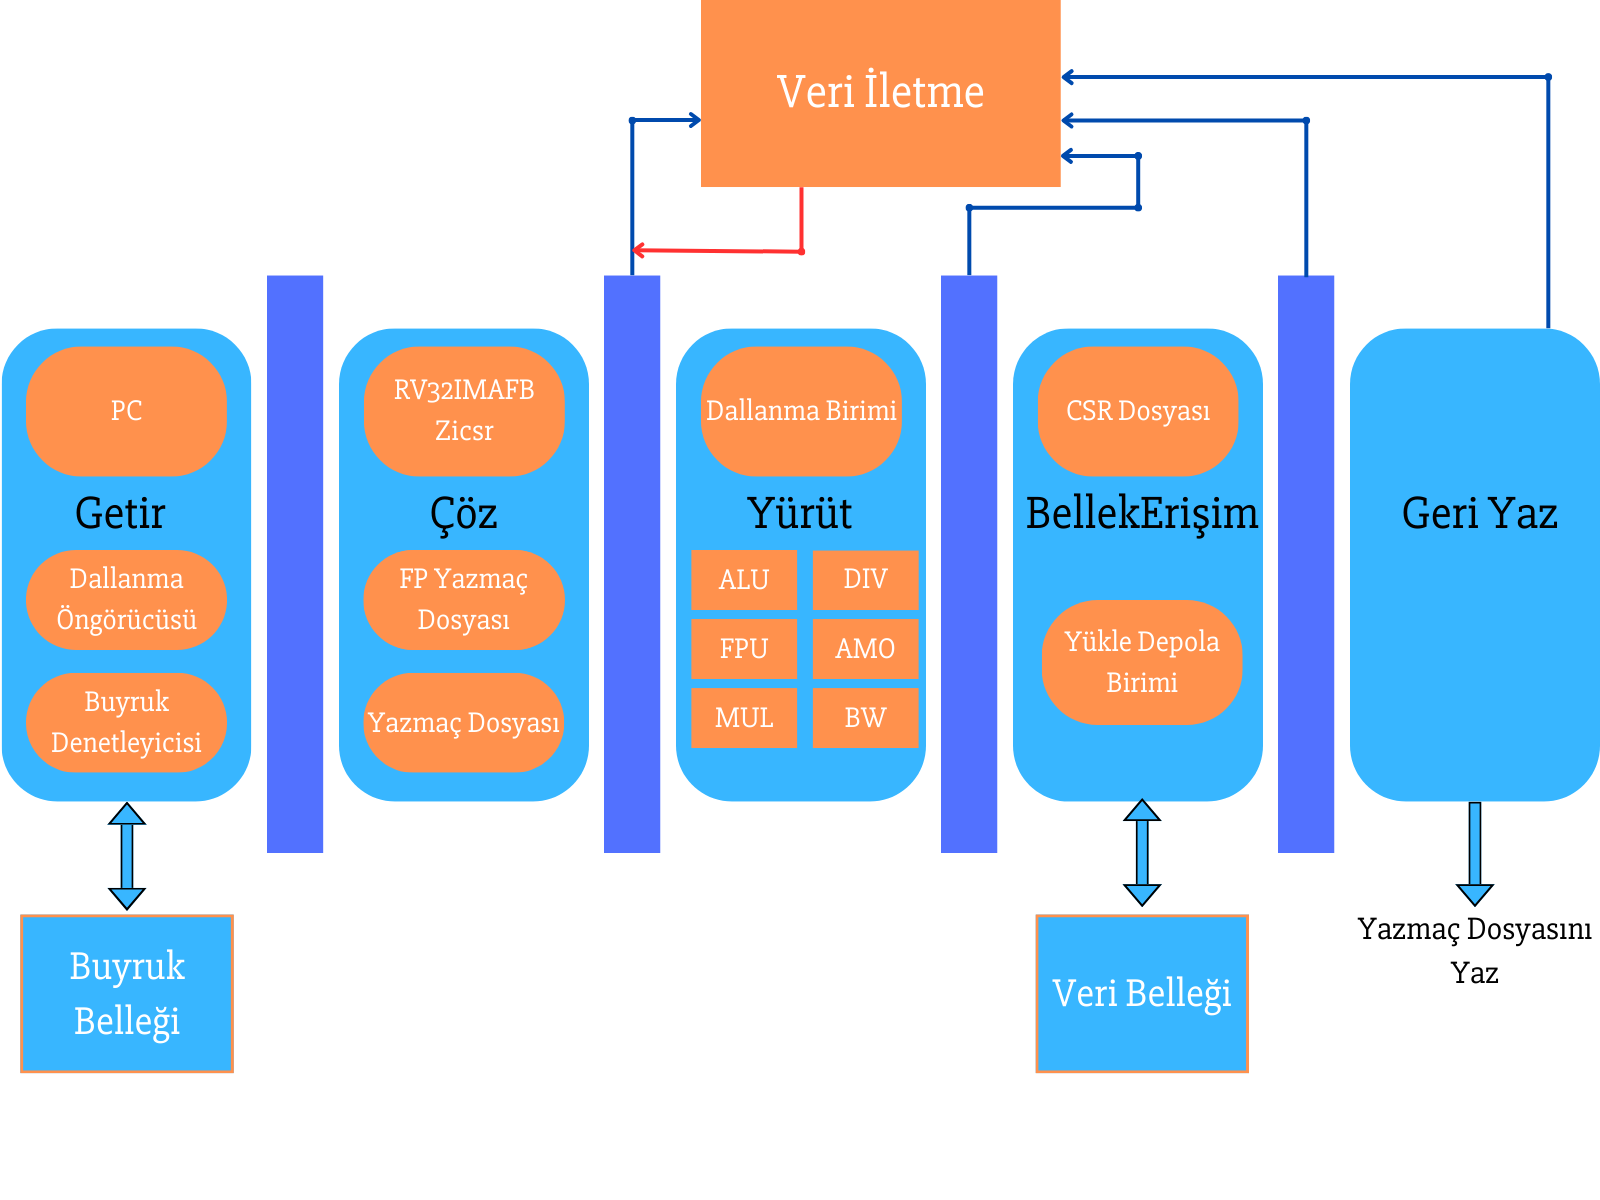 Veri İletme
PC
Getir
Dallanma
Öngörücüsü
Buyruk
Denetleyicisi
RV32IMAFB
Zicsr
Çöz
FP Yazmaç
Dosyası
Yazmaç Dosyası
Dallanma Birimi
Yürüt
ALU
DIV
FPU
AMO
MUL
BW
CSR Dosyası
BellekErişim
Yükle Depola
Birimi
Geri Yaz
Buyruk
Belleği
Veri Belleği
Yazmaç Dosyasını
Yaz